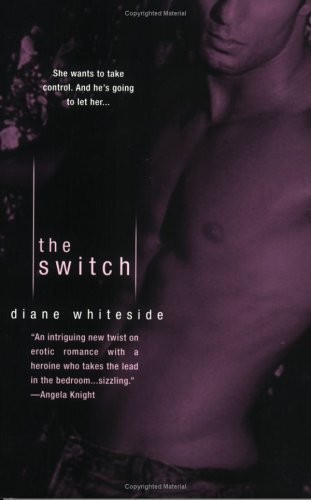 Copyrighted Material
She wants to take
control. And he's going
to let her...
the
switch
diane whiteside
"An intriguing new twist on
erotic romance with a
heroine who takes the lead
in the bedroom...sizzling."
—Angela Knight
Copyrighted Material